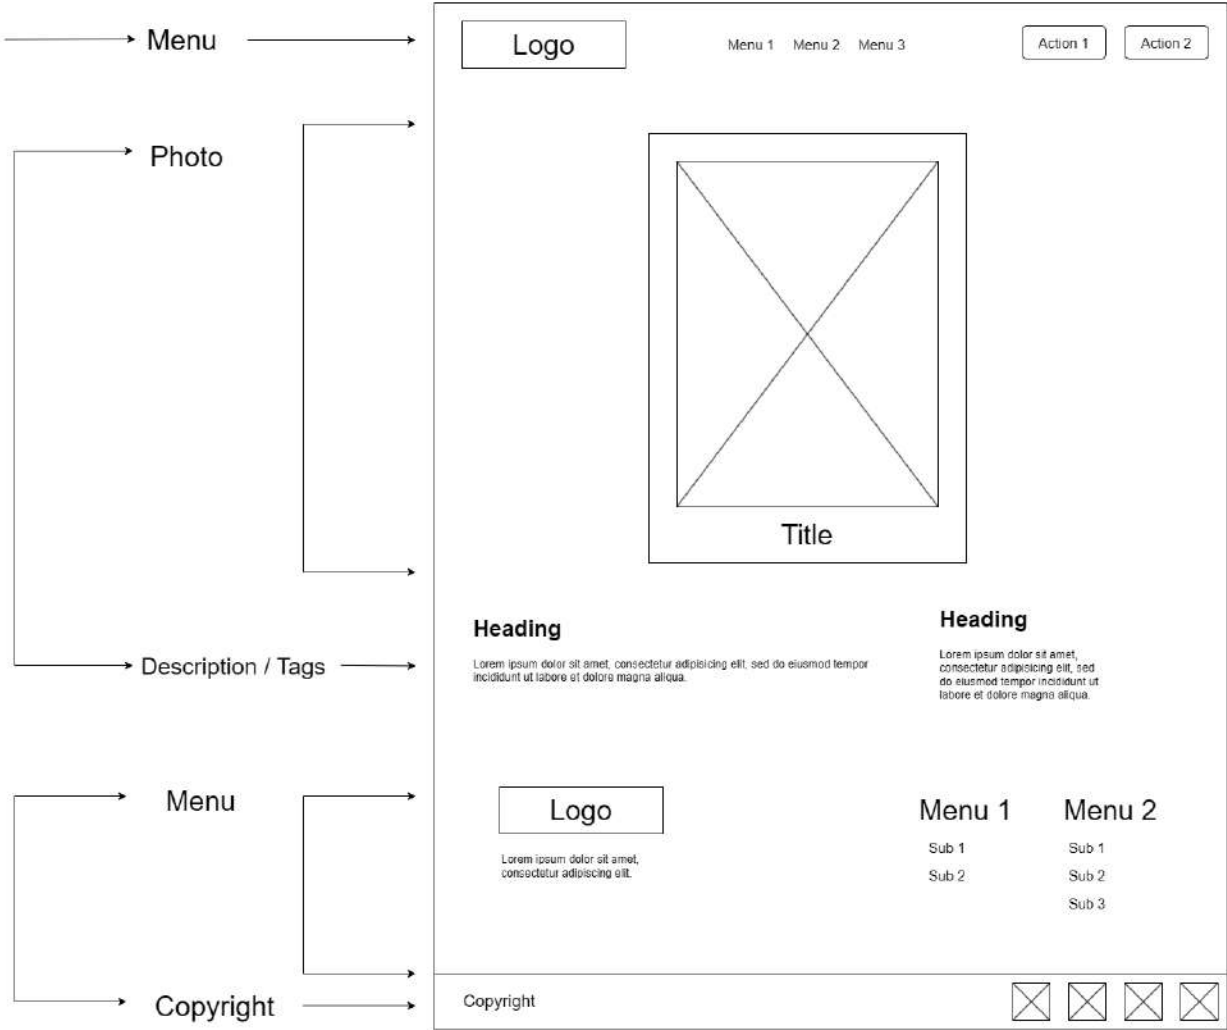 Menu
Logo
Menu 1 Menu 2 Menu 3
Action 1
Action 2
Photo
Title
Description / Tags
Heading
Lorem ipsum dolor sit amet, consectetur adipisicing elit, sed do eiusmod tempor
incididunt ut labore et dolore magna aliqua.
Heading
Lorem ipsum dolor sit amet,
consectetur adipisicing elit, sed
do eiusmod tempor incididunt ut
labore et dolore magna aliqua.
Menu
Logo
Lorem ipsum dolor sit amet,
consectetur adipiscing elit.
Menu 1
Sub 1
Sub 2
Menu 2
Sub 1
Sub 2
Sub 3
Copyright
Copyright